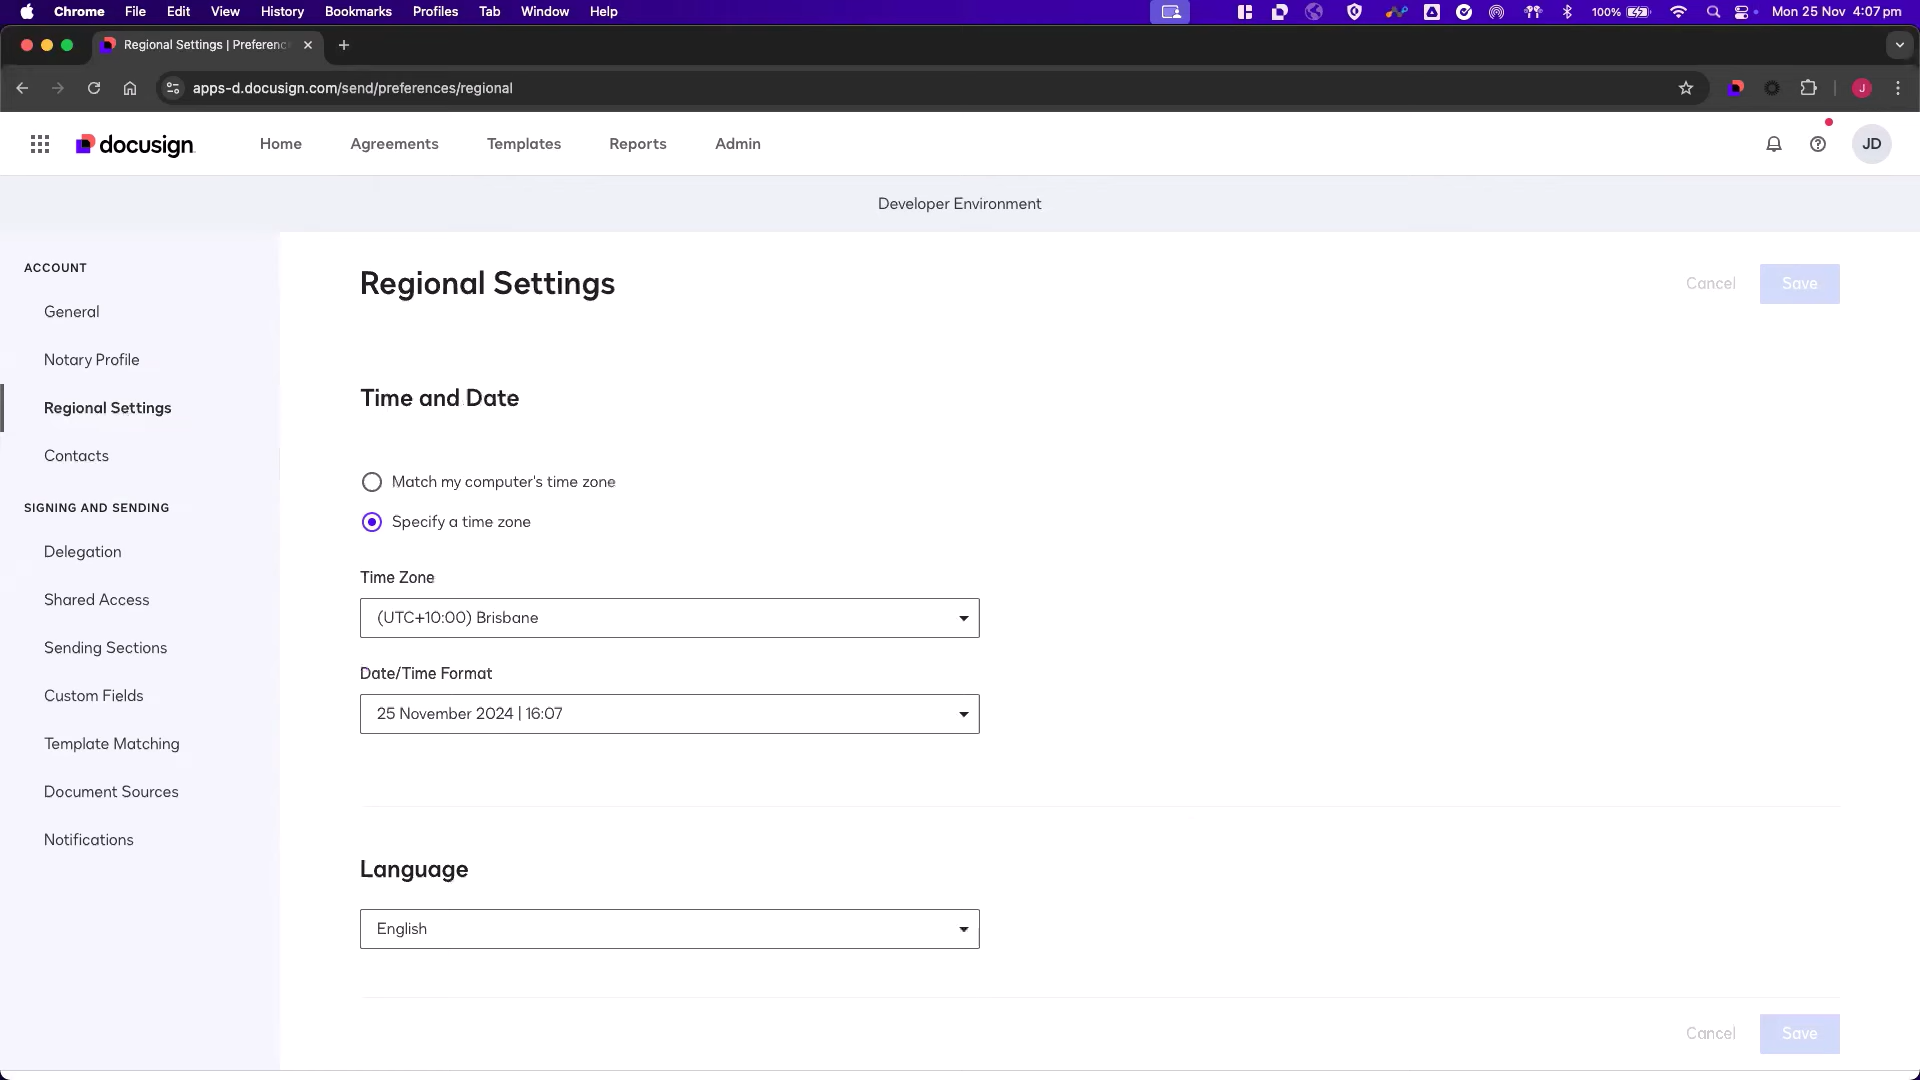 Chrome File Edit View History Bookmarks Profiles Tab Window Help 100% Mon 25 Nov 4:07 pm
Regional Settings | Preferenc
apps-d.docusign.com/send/preferences/regional J
docusign Home Agreements Templates Reports Admin JD
Developer Environment
ACCOUNT
General
Notary Profile
Regional Settings
Contacts
SIGNING AND SENDING
Delegation
Shared Access
Sending Sections
Custom Fields
Template Matching
Document Sources
Notifications
Regional Settings
Cancel Save
Time and Date
Match my computer's time zone
Specify a time zone
Time Zone
(UTC+10:00) Brisbane
Date/Time Format
25 November 2024 | 16:07
Language
English
Cancel Save